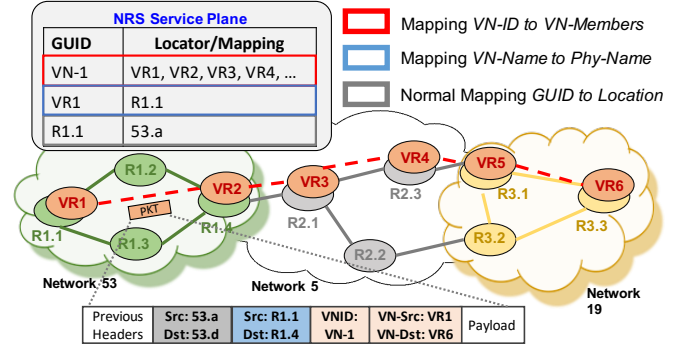 NRS Service Plane
GUID Locator/Mapping
VN-1 VR1, VR2, VR3, VR4, ...
VR1 R1.1
R1.1 53.a
Mapping VN-ID to VN-Members
Mapping VN-Name to Phy-Name
Normal Mapping GUID to Location
VR4
VR5
R1.2
VR3
VR2
VR6
VR1
R2.3
R3.1
PKT
R1.1
R1.4
R2.1
R3.3
R1.3
R3.2
R2.2
Network 53
Network 5
Network
19
Previous
Headers
Src: 53.a
Dst: 53.d
Src: R1.1
Dst: R1.4
VNID:
VN-1
VN-Src: VR1
VN-Dst: VR6
Payload